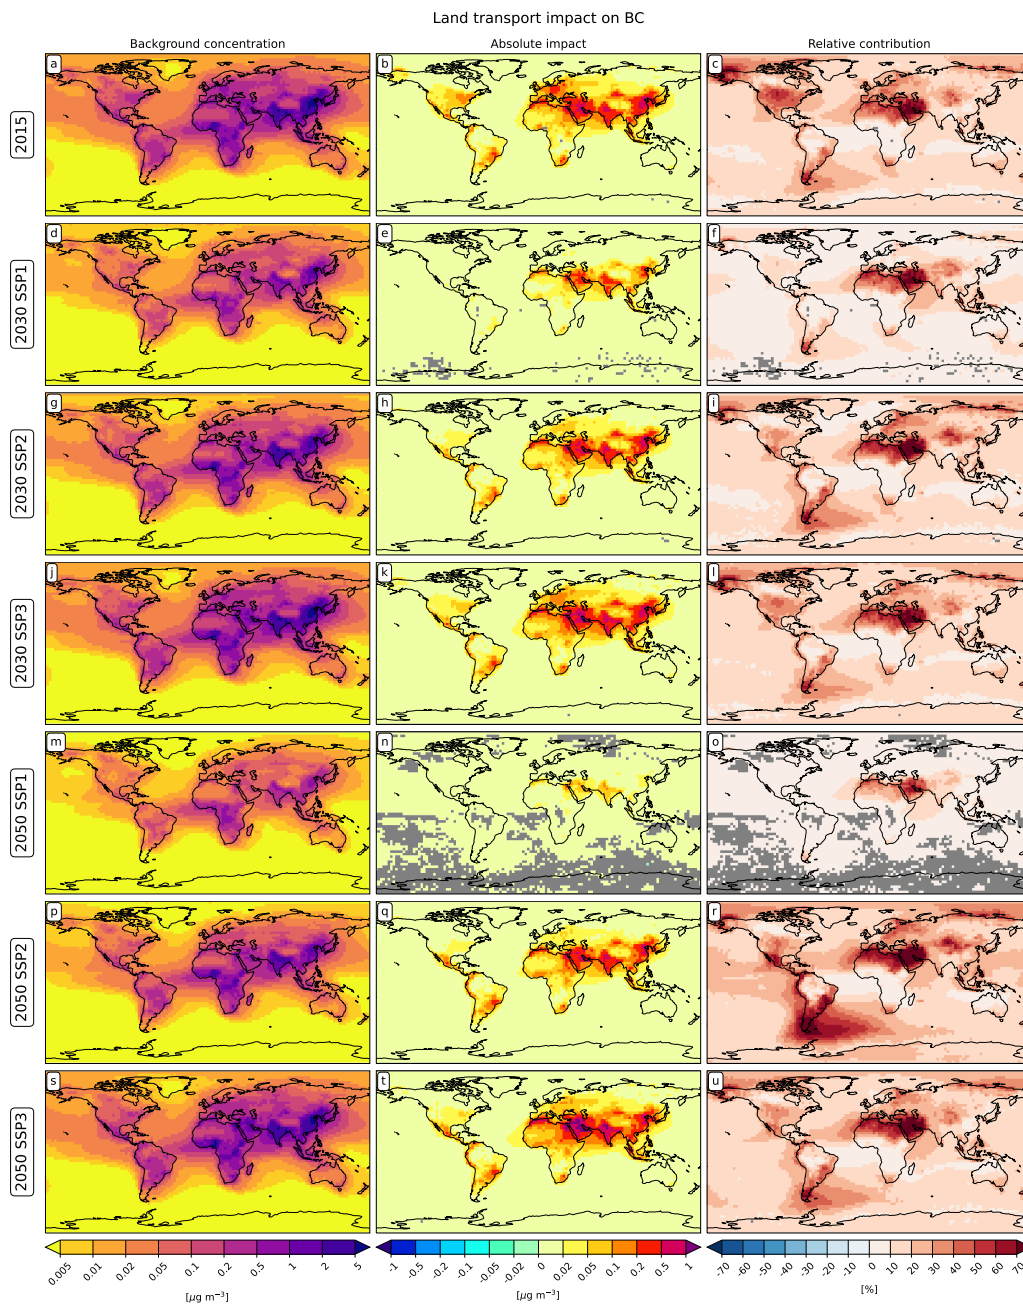 Land transport impact on BC
Background concentration
Absolute impact
Relative contribution
2015
a
b
c
2030 SSP1
d
e
f
2030 SSP2
g
h
i
2030 SSP3
j
k
l
2050 SSP1
m
n
o
2050 SSP2
p
q
r
2050 SSP3
s
t
u
0.005 0.01 0.02 0.05 0.1 0.2 0.5 1 2 5
[μg m⁻³]
-1 -0.5 -0.2 -0.1 -0.05 -0.02 0 0.02 0.05 0.1 0.2 0.5 1
[μg m⁻³]
-70 -60 -50 -40 -30 -20 -10 0 10 20 30 40 50 60 70
[%]